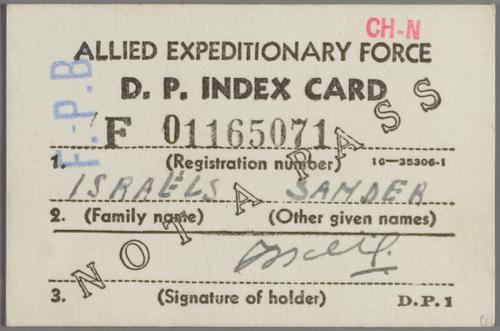 CH-N
ALLIED EXPEDITIONARY FORCE
D. P. INDEX CARD
F.P.B
F 01165071
1. (Registration number) 16—35306-1
ISRAËLS SANDER
2. (Family name) (Other given names)
NOT A PASS
3. (Signature of holder) D.P.1